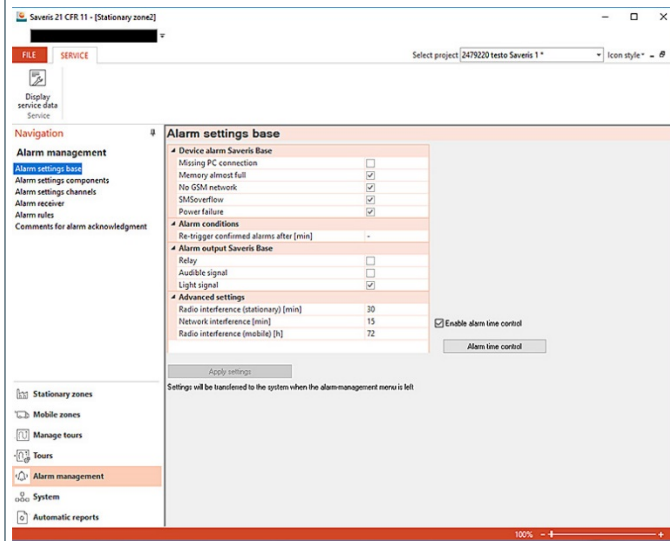 Saveris 21 CFR 11 - [Stationary zone2]
FILE SERVICE Select project 2479220 testo Saveris 1 * Icon style
Display
service data
Service
Navigation
Alarm management
Alarm settings base
Alarm settings components
Alarm settings channels
Alarm receiver
Alarm rules
Comments for alarm acknowledgment
Stationary zones
Mobile zones
Manage tours
Tours
Alarm management
System
Automatic reports
Alarm settings base
Device alarm Saveris Base
Missing PC connection
Memory almost full
No GSM network
SMSoverflow
Power failure
Alarm conditions
Re-trigger confirmed alarms after [min] -
Alarm output Saveris Base
Relay
Audible signal
Light signal
Advanced settings
Radio interference (stationary) [min] 30
Network interference [min] 15
Radio interference (mobile) [h] 72
Enable alarm time control
Alarm time control
Apply settings
Settings will be transferred to the system when the alarm-management menu is left
100%